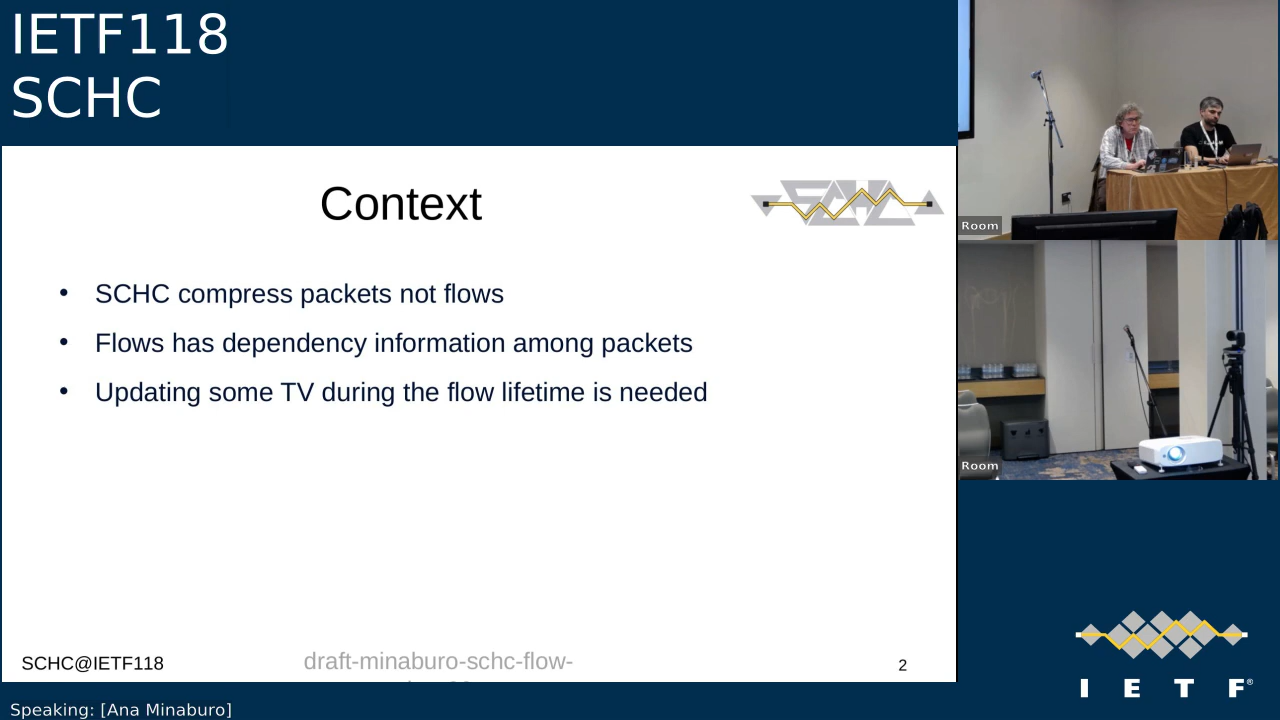 IETF118
SCHC
Context
SCHC
• SCHC compress packets not flows
• Flows has dependency information among packets
• Updating some TV during the flow lifetime is needed
SCHC@IETF118
draft-minaburo-schc-flow-
2
Room
Room
I E T F®
Speaking: [Ana Minaburo]